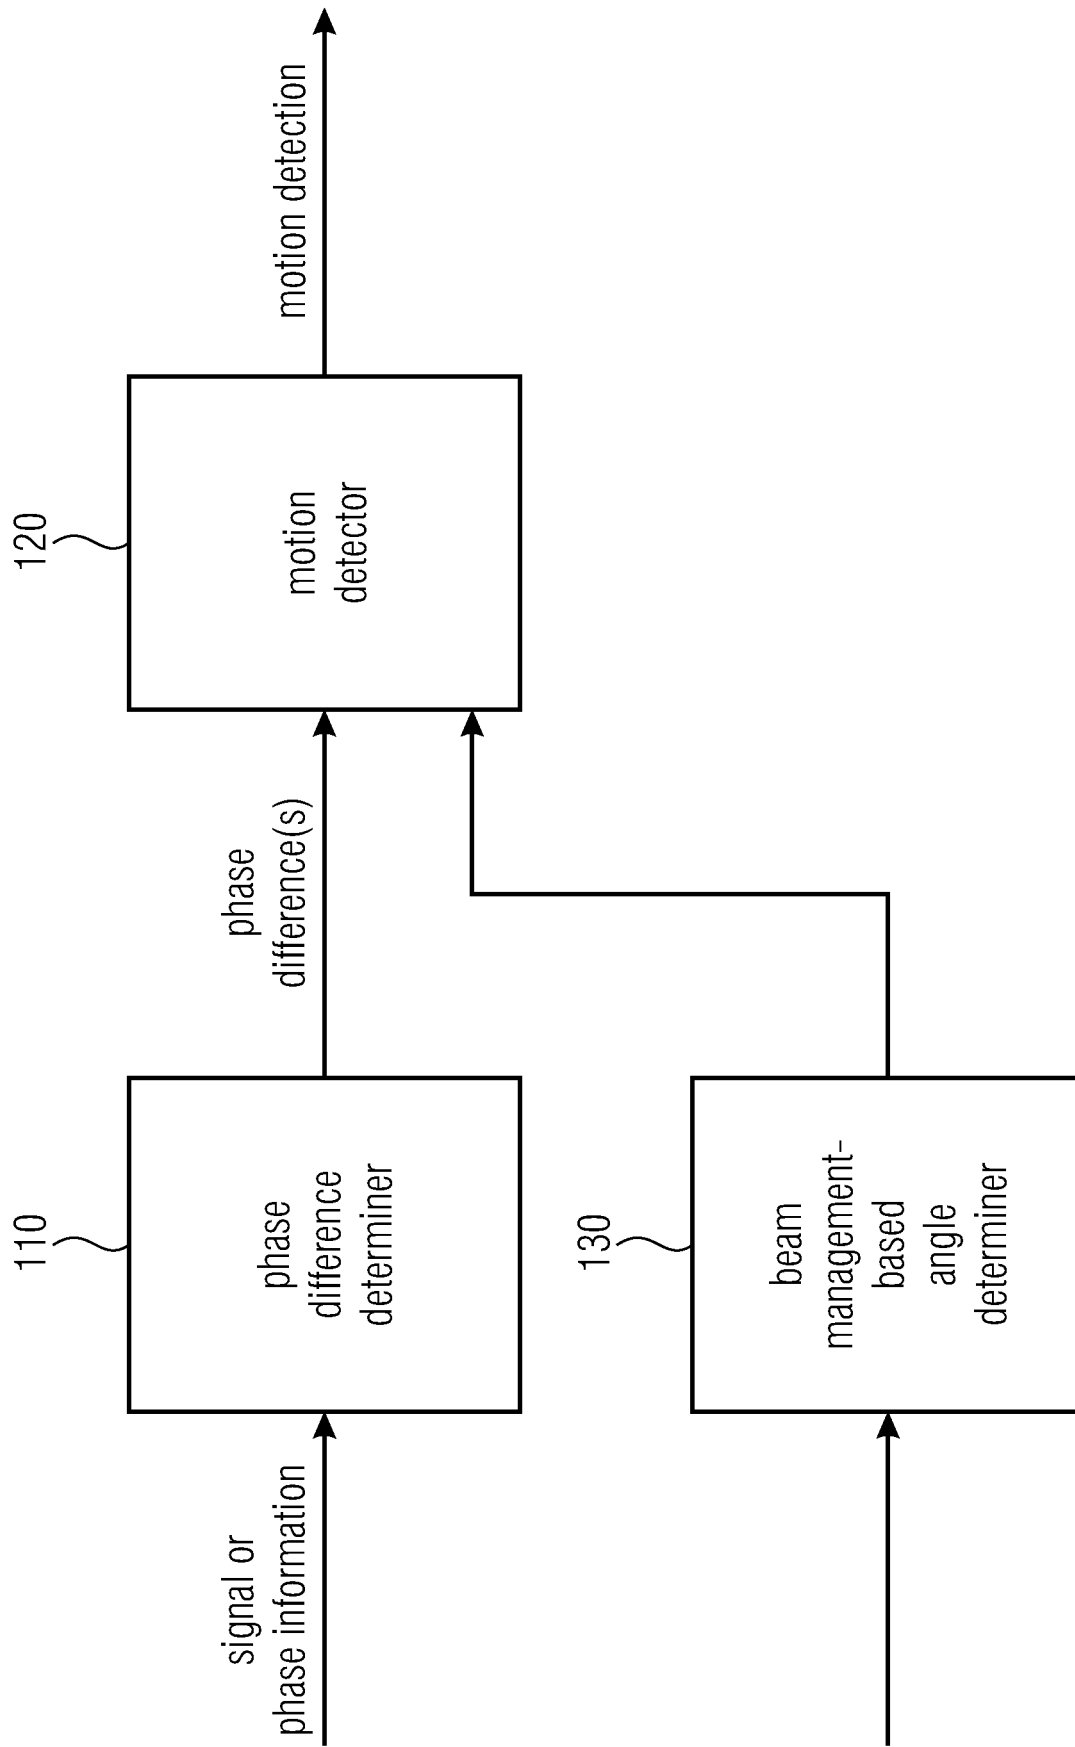 110
120
signal or
phase information
phase
difference
determiner
phase
difference(s)
motion
detector
motion detection
130
beam
management-
based
angle
determiner